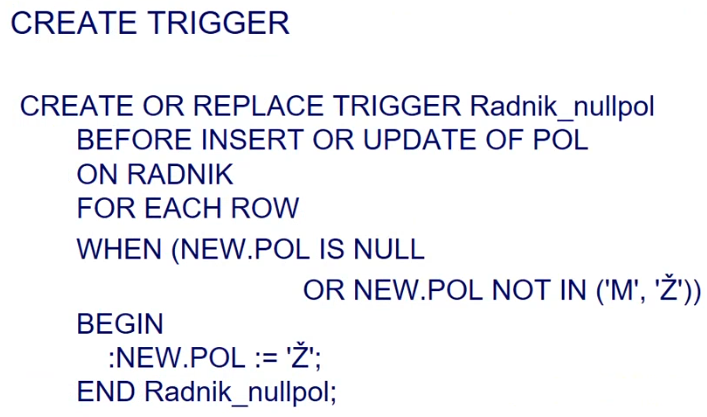 CREATE TRIGGER
CREATE OR REPLACE TRIGGER Radnik_nullpol
BEFORE INSERT OR UPDATE OF POL
ON RADNIK
FOR EACH ROW
WHEN (NEW.POL IS NULL
OR NEW.POL NOT IN ('M', 'Ž'))
BEGIN
:NEW.POL := 'Ž';
END Radnik_nullpol;